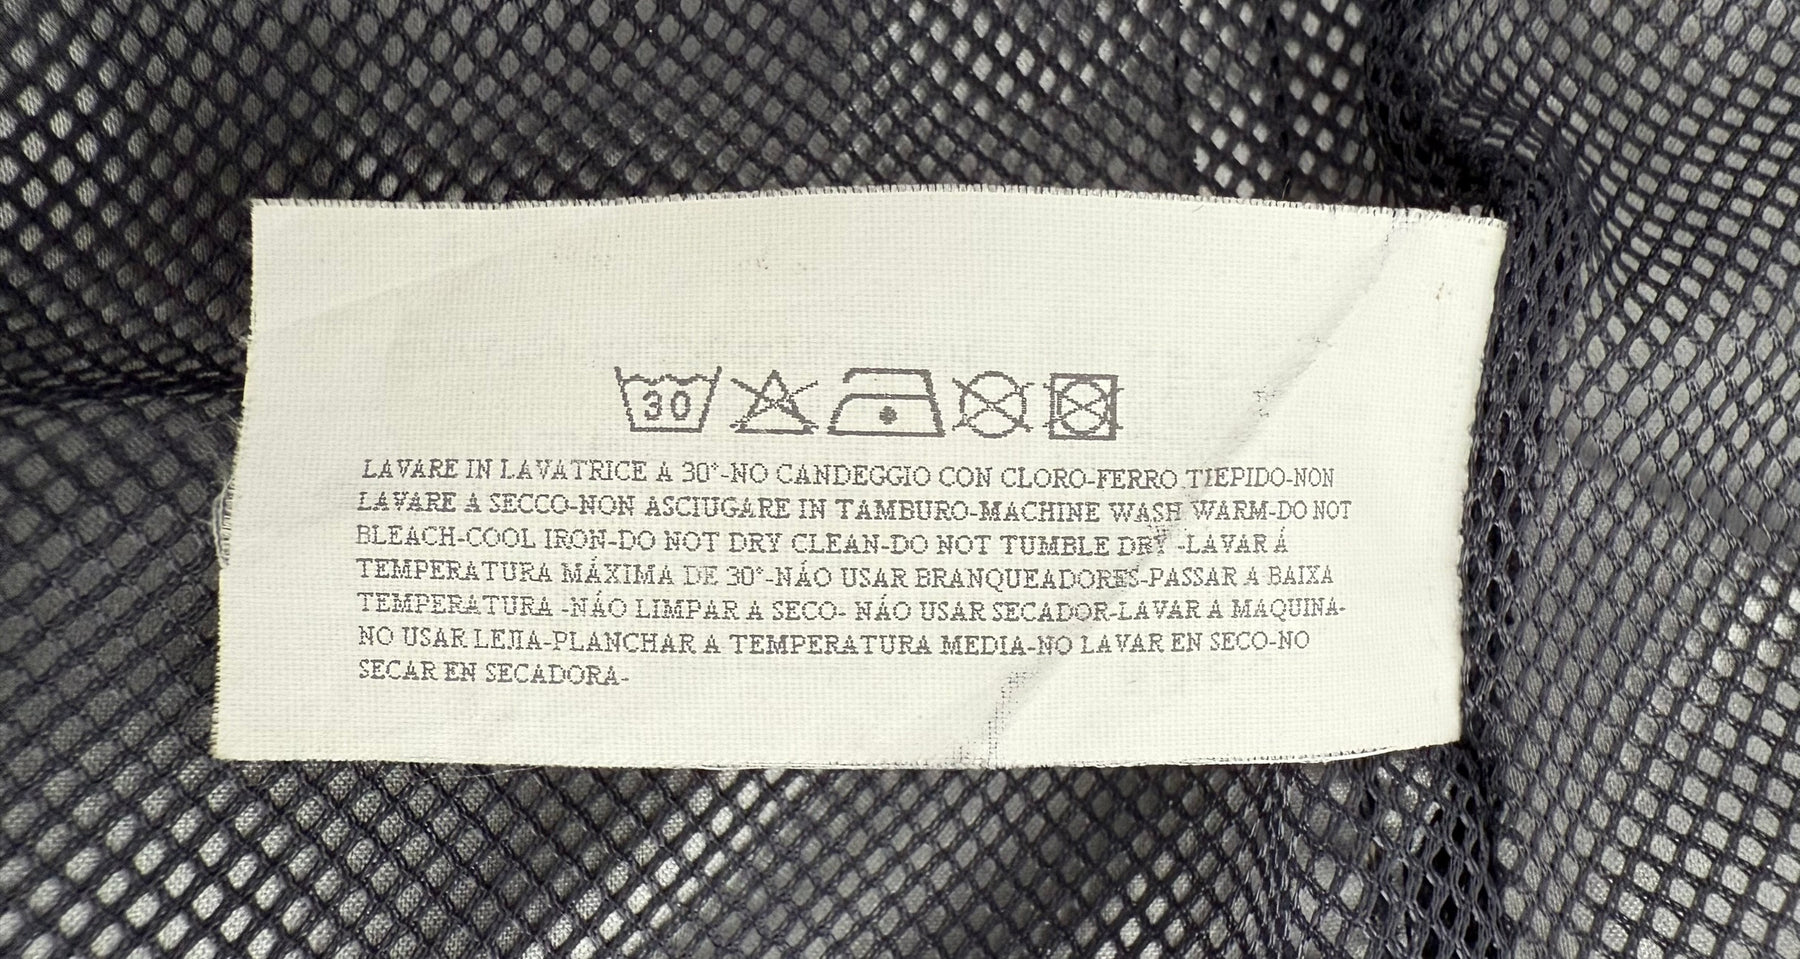 30
LAVARE IN LAVATRICE A 30°-NO CANDEGGIO CON CLORO-FERRO TIEPIDO-NON
LAVARE A SECCO-NON ASCIUGARE IN TAMBURO-MACHINE WASH WARM-DO NOT
BLEACH-COOL IRON-DO NOT DRY CLEAN-DO NOT TUMBLE DRY -LAVAR Á
TEMPERATURA MÁXIMA DE 30°-NÁO USAR BRANQUEADORES-PASSAR A BAIXA
TEMPERATURA -NÁO LIMPAR A SECO- NÁO USAR SECADOR-LAVAR A MAQUINA-
NO USAR LEJIA-PLANCHAR A TEMPERATURA MEDIA-NO LAVAR EN SECO-NO
SECAR EN SECADORA-